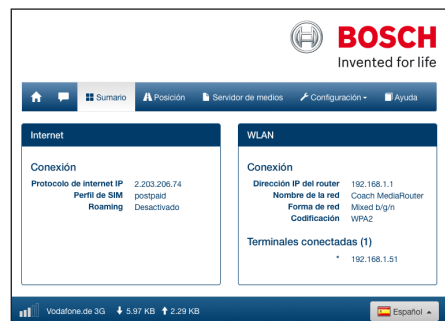 BOSCH
Invented for life
Sumario Posición Servidor de medios Configuración Ayuda
Internet
Conexión
Protocolo de internet IP 2.203.206.74
Perfil de SIM postpaid
Roaming Desactivado
WLAN
Conexión
Dirección IP del router 192.168.1.1
Nombre de la red Coach MediaRouter
Forma de red Mixed b/g/n
Codificación WPA2
Terminales conectadas (1)
* 192.168.1.51
Vodafone.de 3G 5.97 KB 2.29 KB Español